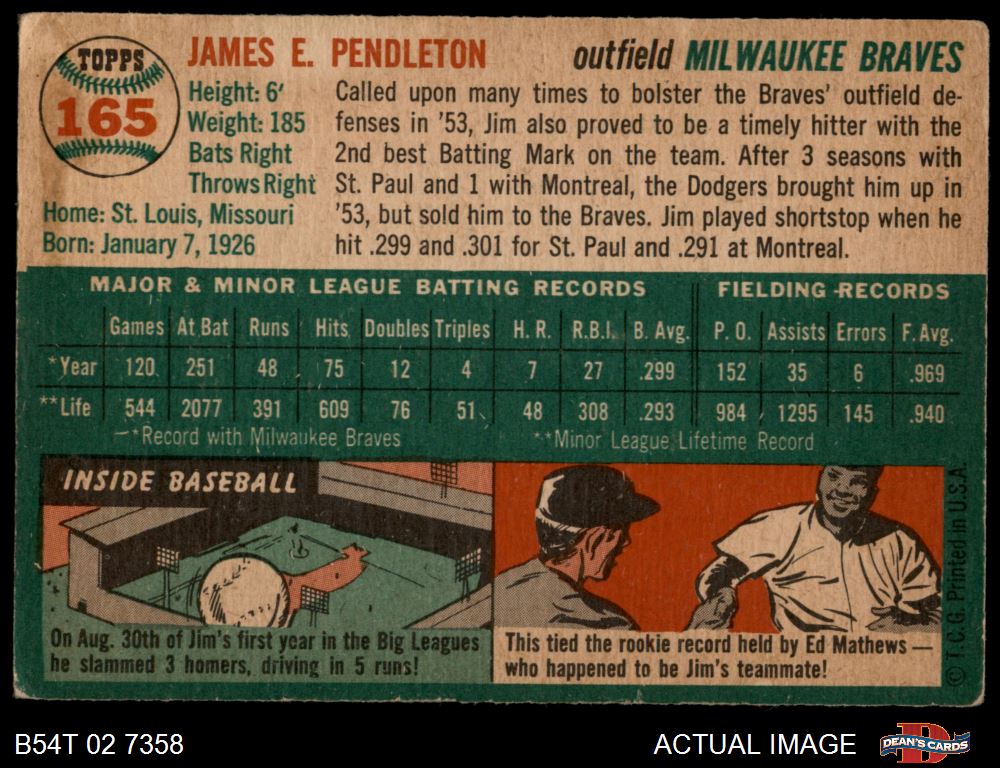 TOPPS
165
JAMES E. PENDLETON
outfield MILWAUKEE BRAVES
Height: 6'
Weight: 185
Bats Right
Throws Right
Home: St. Louis, Missouri
Born: January 7, 1926
Called upon many times to bolster the Braves' outfield de-
fenses in '53, Jim also proved to be a timely hitter with the
2nd best Batting Mark on the team. After 3 seasons with
St. Paul and 1 with Montreal, the Dodgers brought him up in
'53, but sold him to the Braves. Jim played shortstop when he
hit .299 and .301 for St. Paul and .291 at Montreal.
MAJOR & MINOR LEAGUE BATTING RECORDS FIELDING RECORDS
Games At Bat Runs Hits Doubles Triples H. R. R.B.I. B. Avg. P. O. Assists Errors F. Avg.
*Year 120 251 48 75 12 4 7 27 .299 152 35 6 .969
**Life 544 2077 391 609 76 51 48 308 .293 984 1295 145 .940
*Record with Milwaukee Braves **Minor League Lifetime Record
INSIDE BASEBALL
On Aug. 30th of Jim's first year in the Big Leagues
he slammed 3 homers, driving in 5 runs!
This tied the rookie record held by Ed Mathews —
who happened to be Jim's teammate!
© T.C.G. Printed in U.S.A.
B54T 02 7358
ACTUAL IMAGE
DEAN'S CARDS